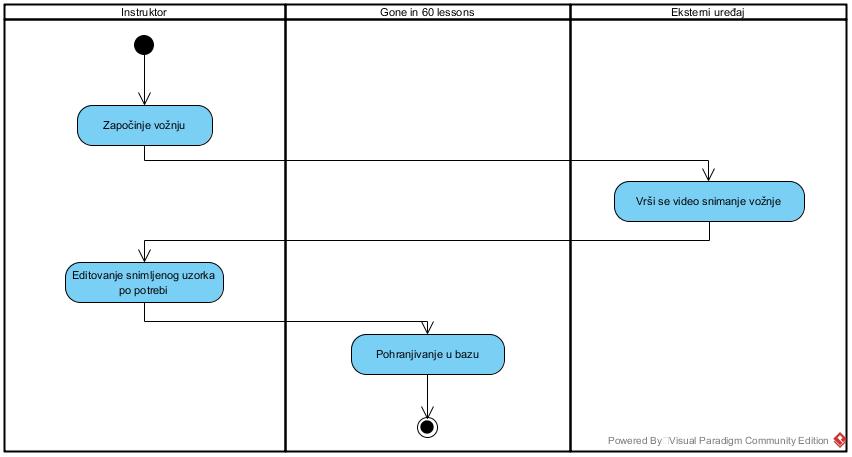 Instruktor
Gone in 60 lessons
Eksterni uređaj
Započinje vožnju
Vrši se video snimanje vožnje
Editovanje snimljenog uzorka
po potrebi
Pohranjivanje u bazu
Powered By Visual Paradigm Community Edition